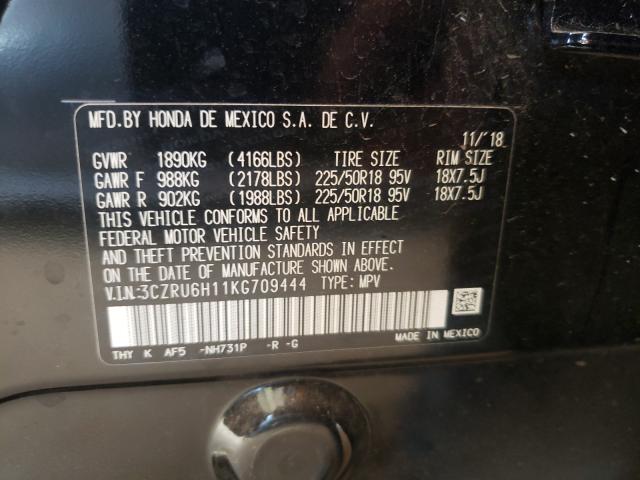 MFD.BY HONDA DE MEXICO S.A. DE C.V.
11/'18
GVWR 1890KG (4166LBS) TIRE SIZE RIM SIZE
GAWR F 988KG (2178LBS) 225/50R18 95V 18X7.5J
GAWR R 902KG (1988LBS) 225/50R18 95V 18X7.5J
THIS VEHICLE CONFORMS TO ALL APPLICABLE
FEDERAL MOTOR VEHICLE SAFETY
AND THEFT PREVENTION STANDARDS IN EFFECT
ON THE DATE OF MANUFACTURE SHOWN ABOVE.
V.I.N:3CZRU6H11KG709444 TYPE: MPV
THY K AF5 -NH731P -R -G
MADE IN MEXICO